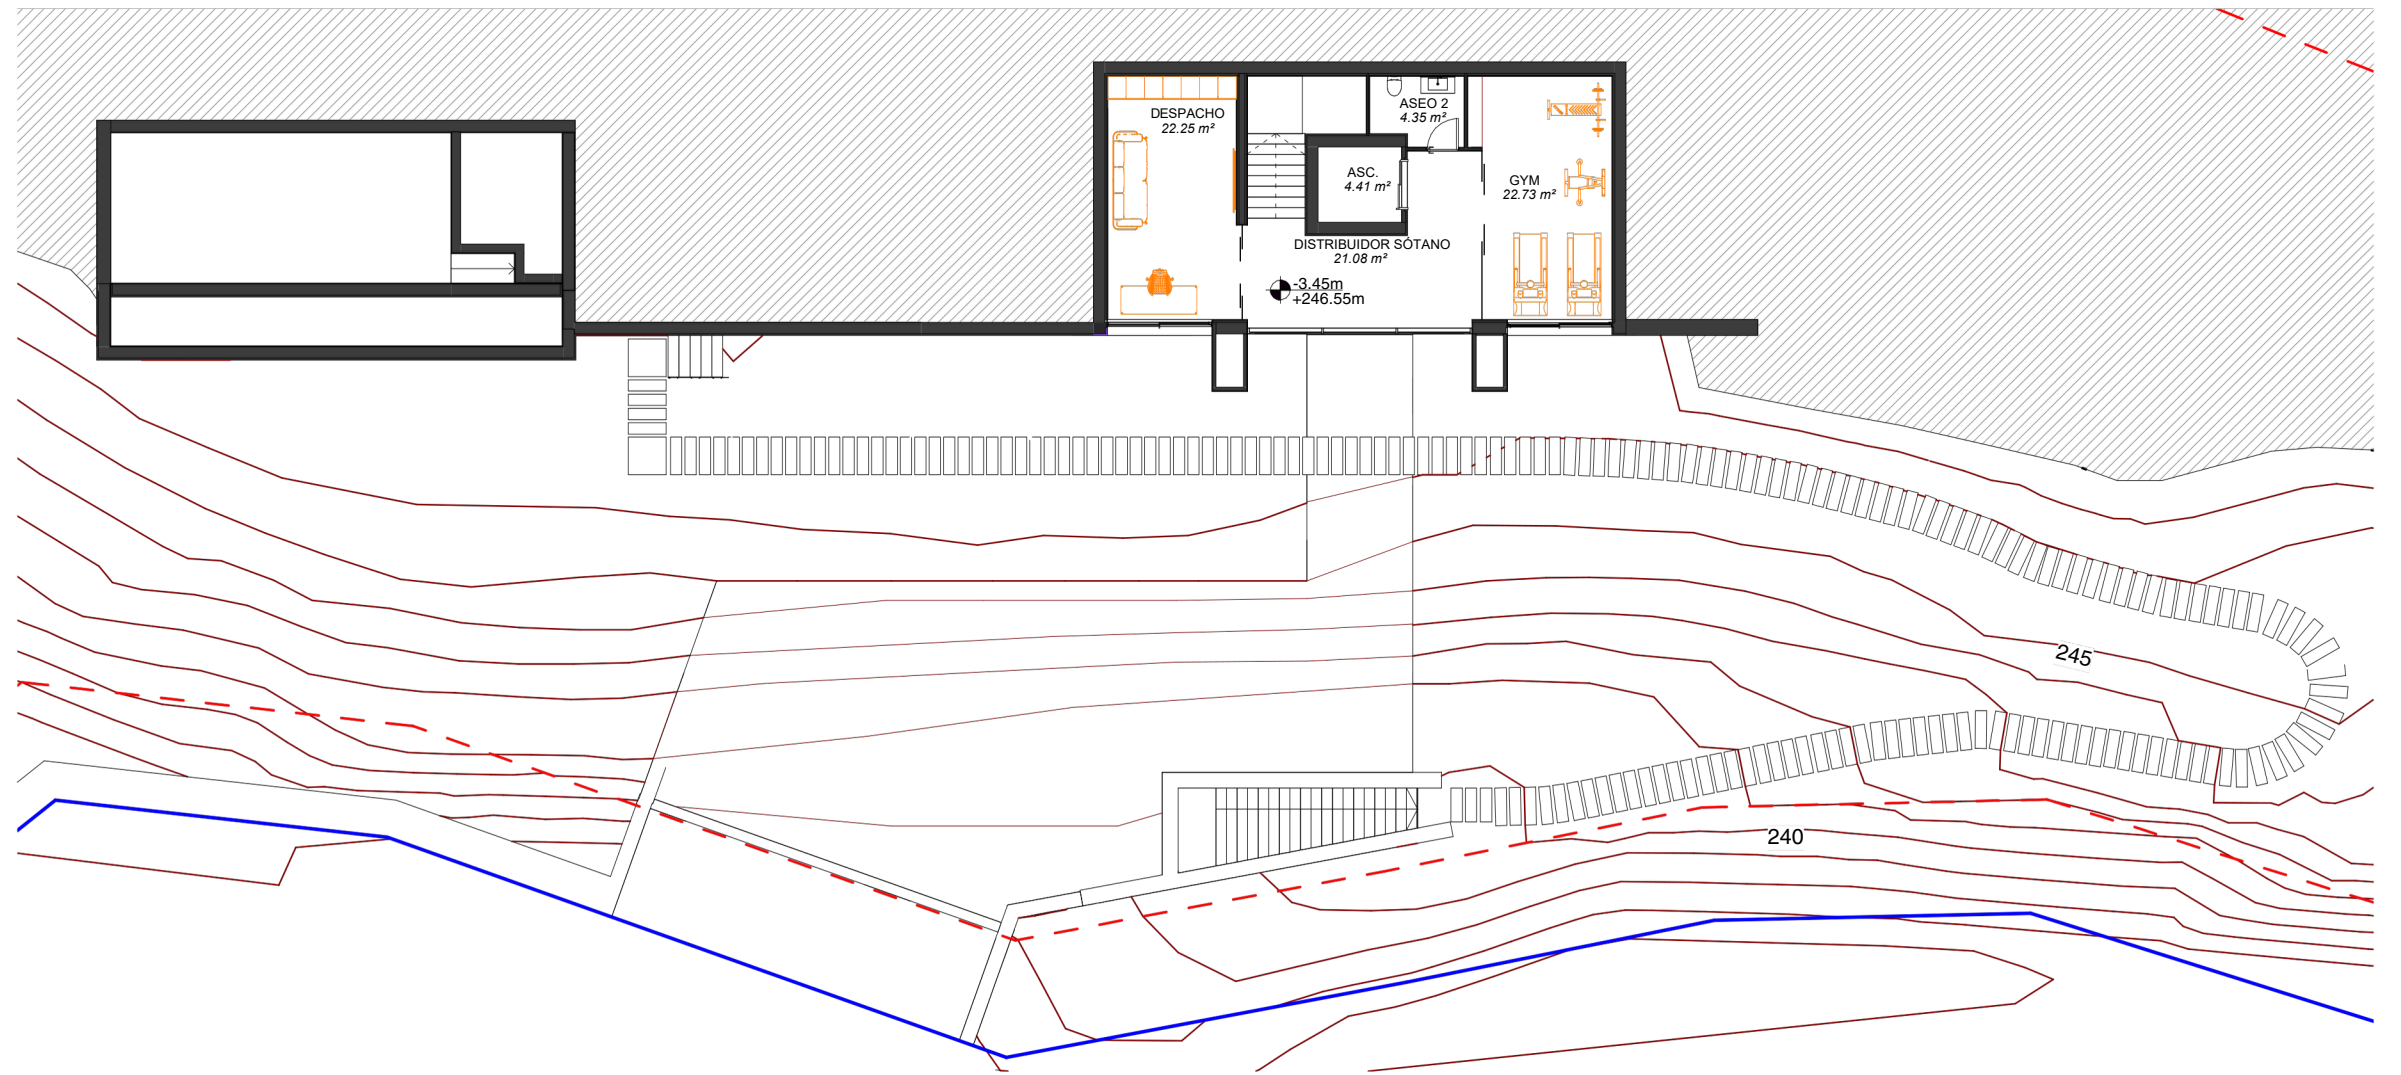 DESPACHO
22.25 m²
ASEO 2
4.35 m²
ASC.
4.41 m²
GYM
22.73 m²
DISTRIBUIDOR SÓTANO
21.08 m²
-3.45m
+246.55m
245
240